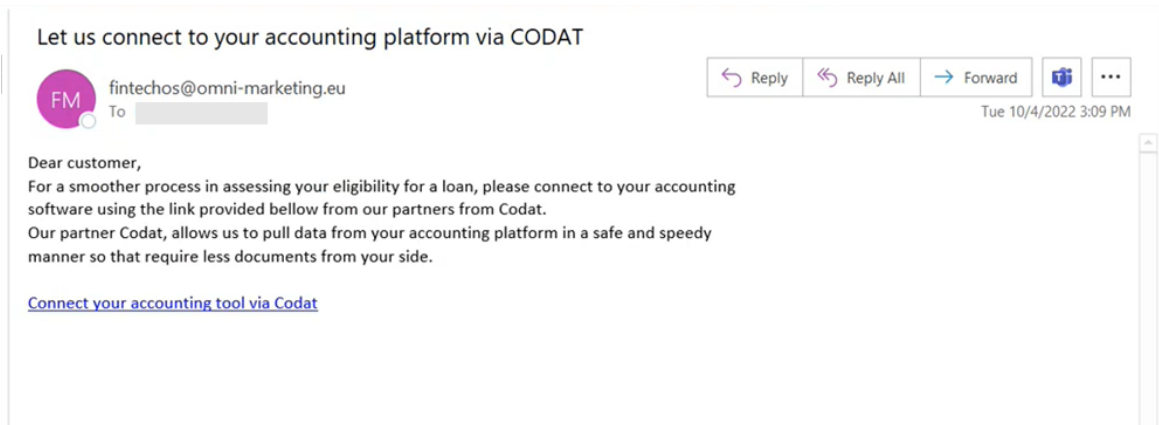 Let us connect to your accounting platform via CODAT
FM
fintechos@omni-marketing.eu
To
Reply
Reply All
Forward
Tue 10/4/2022 3:09 PM
Dear customer,
For a smoother process in assessing your eligibility for a loan, please connect to your accounting
software using the link provided bellow from our partners from Codat.
Our partner Codat, allows us to pull data from your accounting platform in a safe and speedy
manner so that require less documents from your side.
Connect your accounting tool via Codat